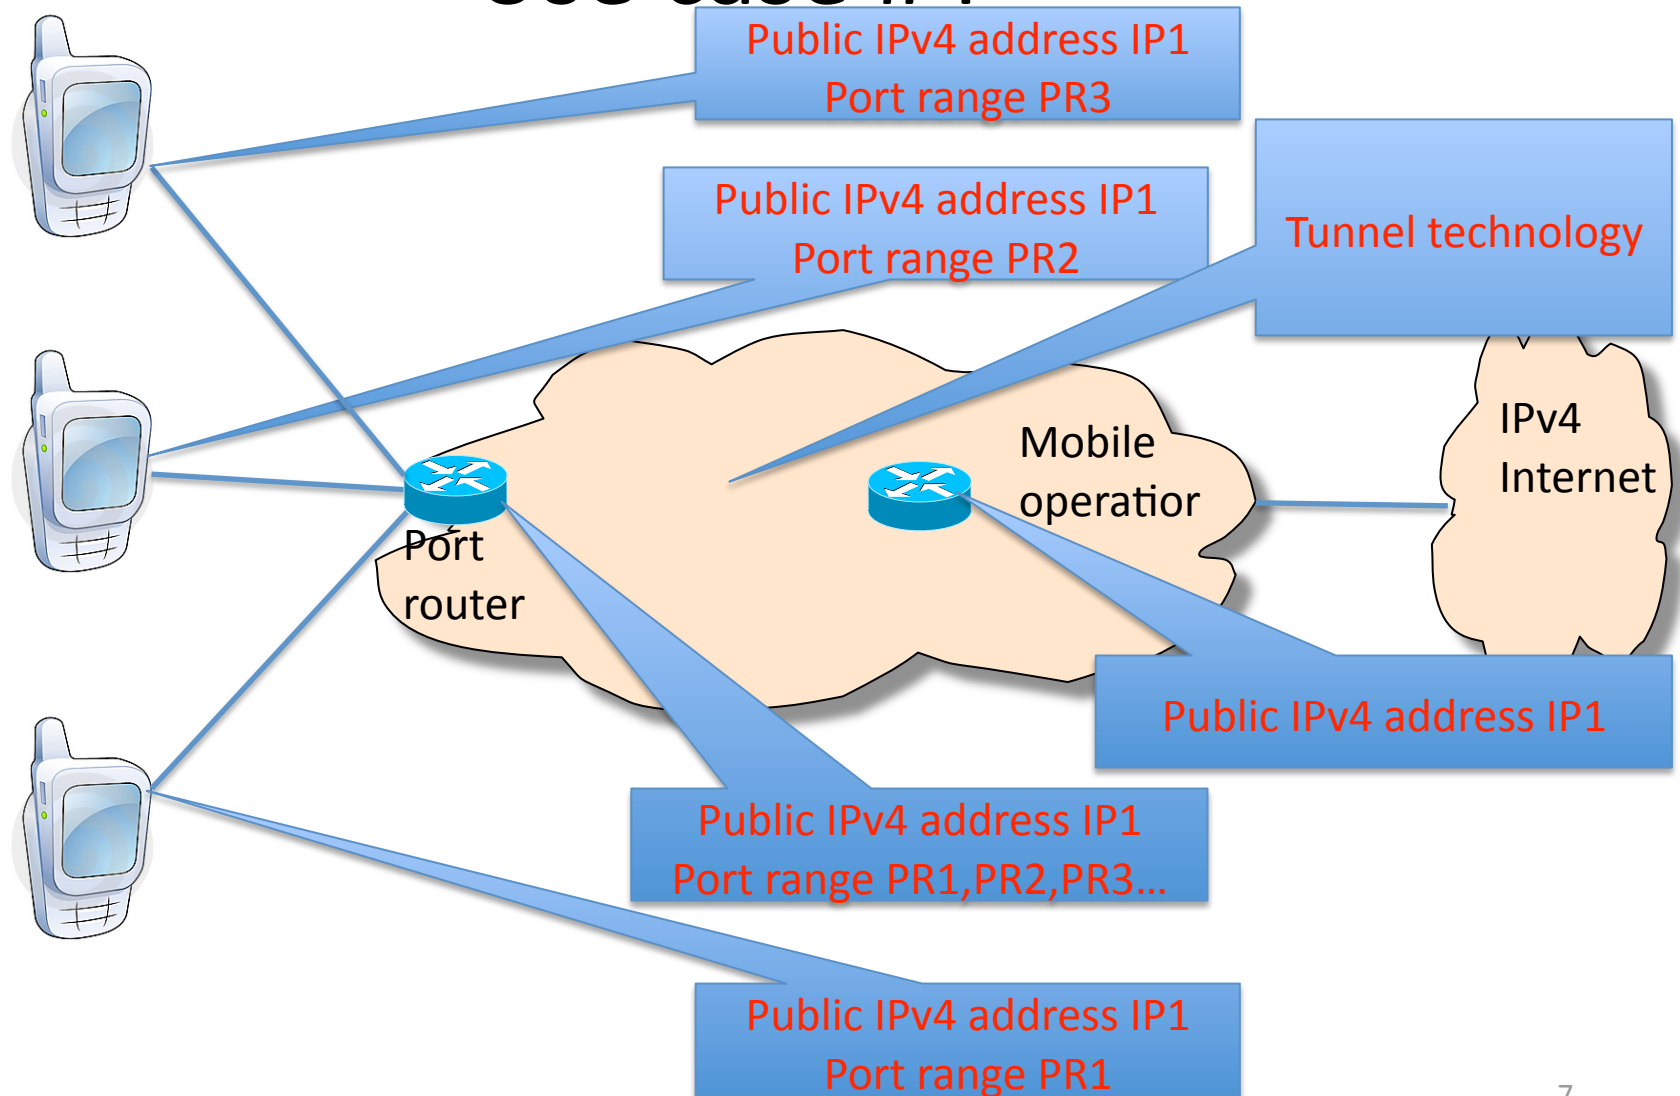 Public IPv4 address IP1
Port range PR3
Public IPv4 address IP1
Port range PR2
Tunnel technology
IPv4
Internet
Mobile
operatior
Port
router
Public IPv4 address IP1
Public IPv4 address IP1
Port range PR1,PR2,PR3...
Public IPv4 address IP1
Port range PR1
7